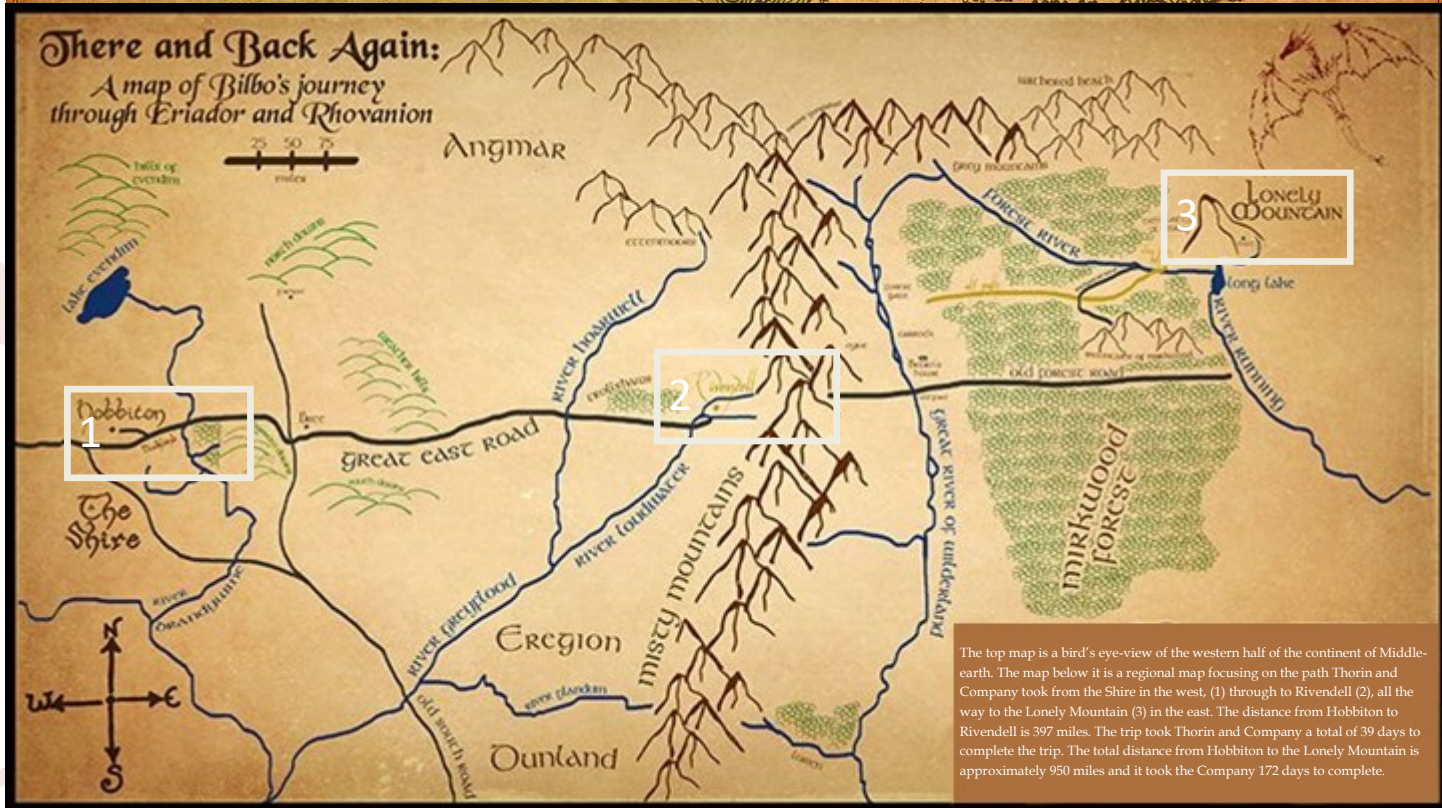 There and Back Again:
A map of Bilbo's journey
through Eriador and Rhovanion
25 50 75
miles
hills of
evendim
Lake evendim
north downs
Angmar
ettenmoors
withered heath
grey mountains
forest river
3
Lonely
Mountain
long lake
river running
elf path
old forest road
Mirkwood
Forest
carrock
Beorn's
house
great river of wilderland
river hoarwell
trollshaws
2
Rivendell
weather hills
Bree
great east road
south downs
Hobbiton
1
The
Shire
river
Brandywine
river loudwater
river greyflood
misty mountains
Eregion
river glanduin
Dunland
old south road
N
W E
S
The top map is a bird's eye-view of the western half of the continent of Middle-
earth. The map below it is a regional map focusing on the path Thorin and
Company took from the Shire in the west, (1) through to Rivendell (2), all the
way to the Lonely Mountain (3) in the east. The distance from Hobbiton to
Rivendell is 397 miles. The trip took Thorin and Company a total of 39 days to
complete the trip. The total distance from Hobbiton to the Lonely Mountain is
approximately 950 miles and it took the Company 172 days to complete.